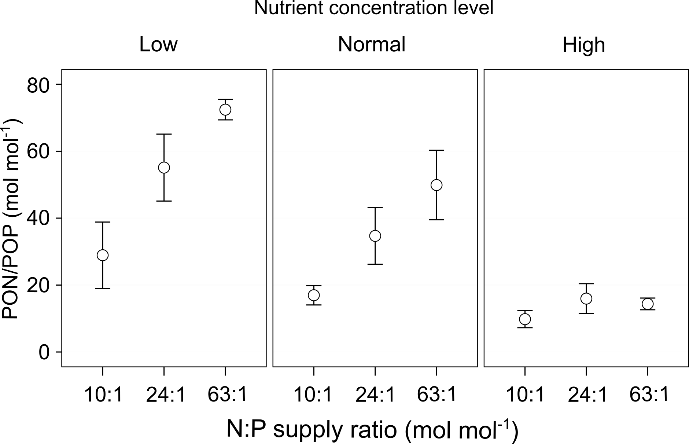 Nutrient concentration level
Low Normal High
PON/POP (mol mol⁻¹)
80
60
40
20
0
10:1 24:1 63:1 10:1 24:1 63:1 10:1 24:1 63:1
N:P supply ratio (mol mol⁻¹)